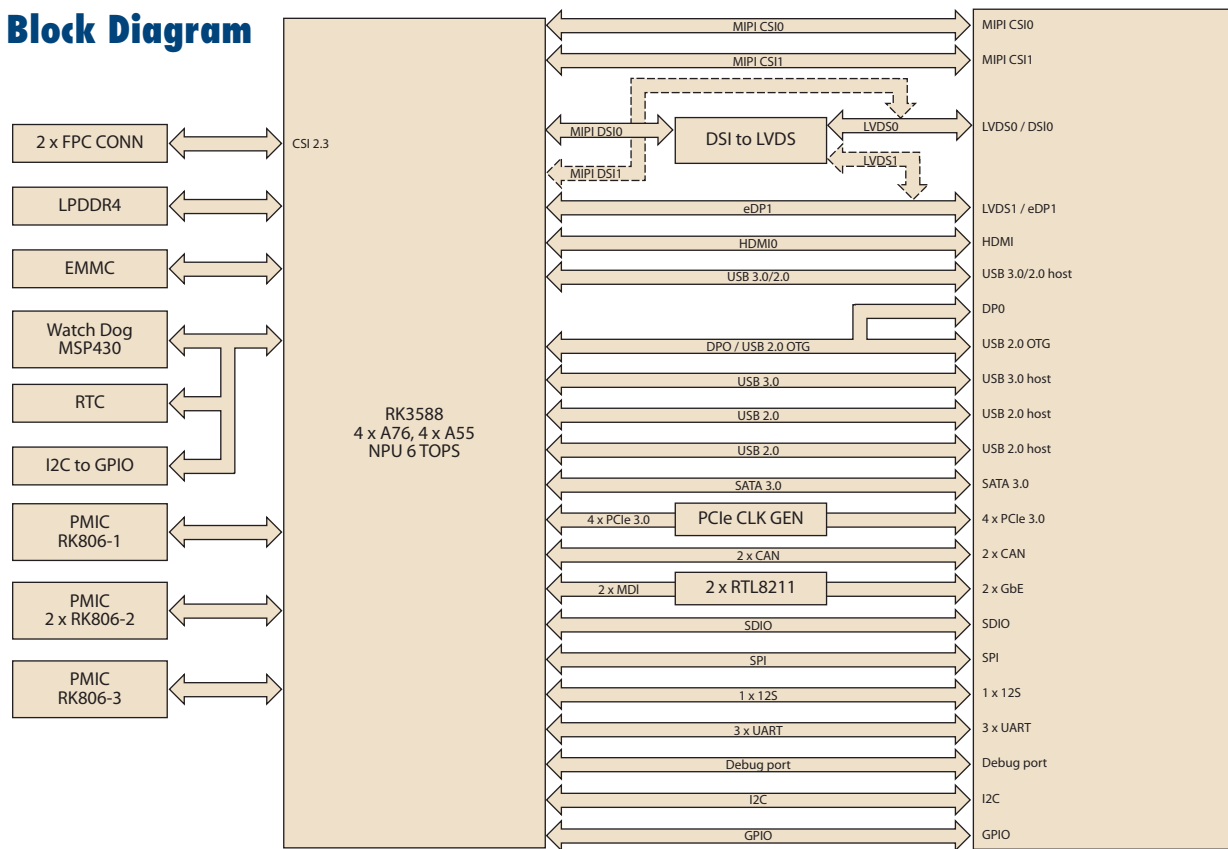 Block Diagram
2 x FPC CONN
LPDDR4
EMMC
Watch Dog
MSP430
RTC
I2C to GPIO
PMIC
RK806-1
PMIC
2 x RK806-2
PMIC
RK806-3
CSI 2.3
RK3588
4 x A76, 4 x A55
NPU 6 TOPS
MIPI CSI0
MIPI CSI1
MIPI DSI0
DSI to LVDS
LVDS0
MIPI DSI1
LVDS1
eDP1
HDMI0
USB 3.0/2.0
DPO / USB 2.0 OTG
USB 3.0
USB 2.0
USB 2.0
SATA 3.0
4 x PCIe 3.0
PCIe CLK GEN
2 x CAN
2 x MDI
2 x RTL8211
SDIO
SPI
1 x 12S
3 x UART
Debug port
I2C
GPIO
MIPI CSI0
MIPI CSI1
LVDS0 / DSI0
LVDS1 / eDP1
HDMI
USB 3.0/2.0 host
DP0
USB 2.0 OTG
USB 3.0 host
USB 2.0 host
USB 2.0 host
SATA 3.0
4 x PCIe 3.0
2 x CAN
2 x GbE
SDIO
SPI
1 x 12S
3 x UART
Debug port
I2C
GPIO